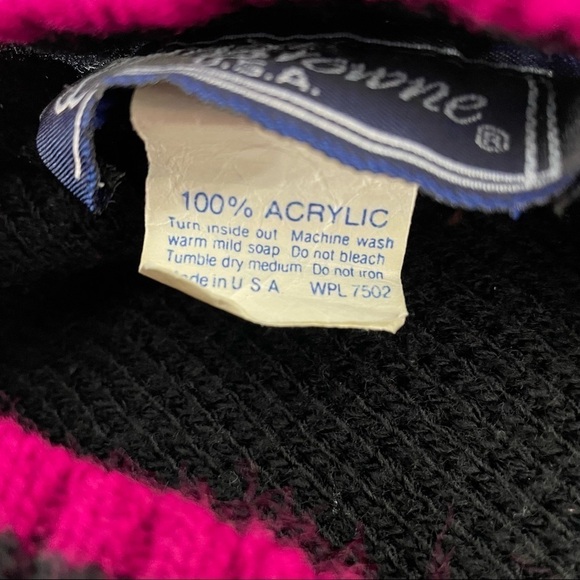 U.S.A.
®
100% ACRYLIC
Turn inside out Machine wash
warm mild soap Do not bleach
Tumble dry medium Do not iron
in U S A WPL 7502